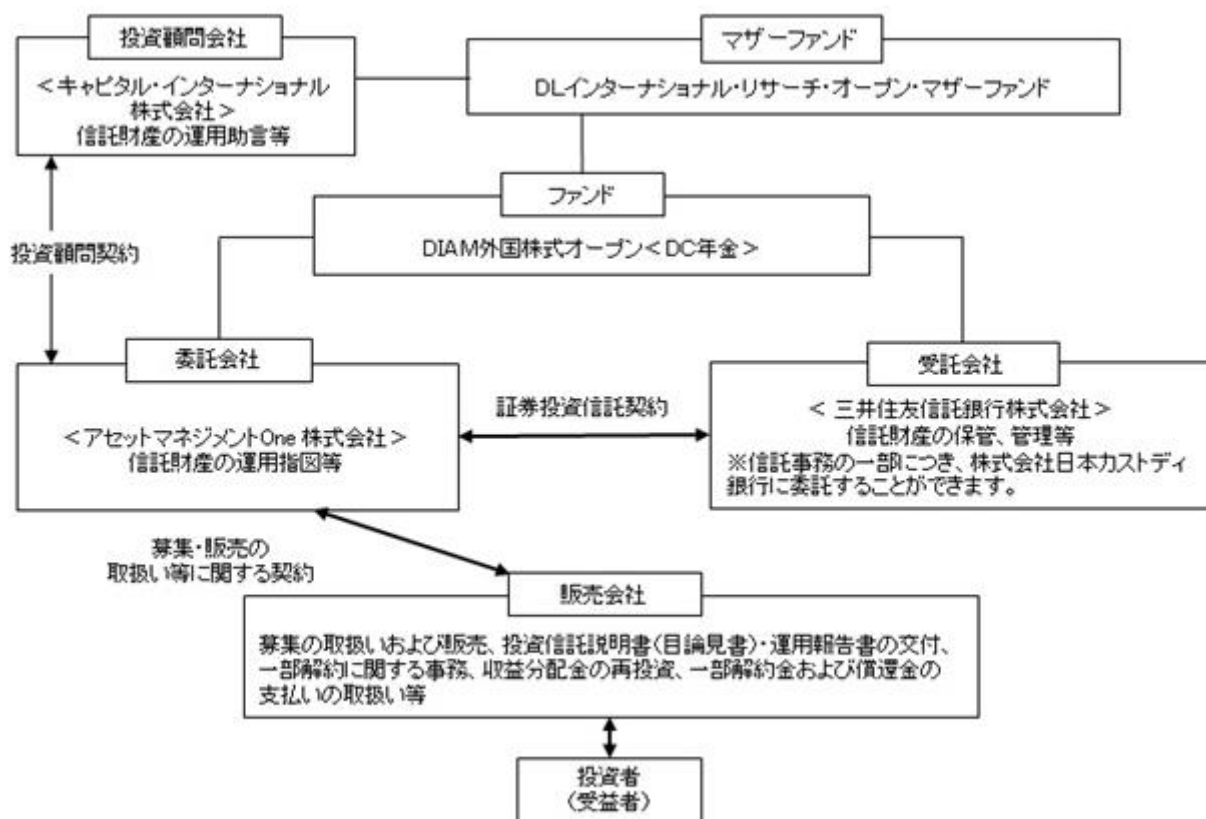 投資顧問会社
＜キャピタル・インターナショナル
株式会社＞
信託財産の運用助言等
マザーファンド
DLインターナショナル・リサーチ・オープン・マザーファンド
ファンド
DIAM外国株式オープン＜DC年金＞
投資顧問契約
委託会社
＜アセットマネジメントOne 株式会社＞
信託財産の運用指図等
証券投資信託契約
受託会社
＜ 三井住友信託銀行株式会社＞
信託財産の保管、管理等
※信託事務の一部につき、株式会社日本カストディ
銀行に委託することができます。
募集・販売の
取扱い等に関する契約
販売会社
募集の取扱いおよび販売、投資信託説明書（目論見書）・運用報告書の交付、
一部解約に関する事務、収益分配金の再投資、一部解約金および償還金の
支払いの取扱い等
投資者
（受益者）